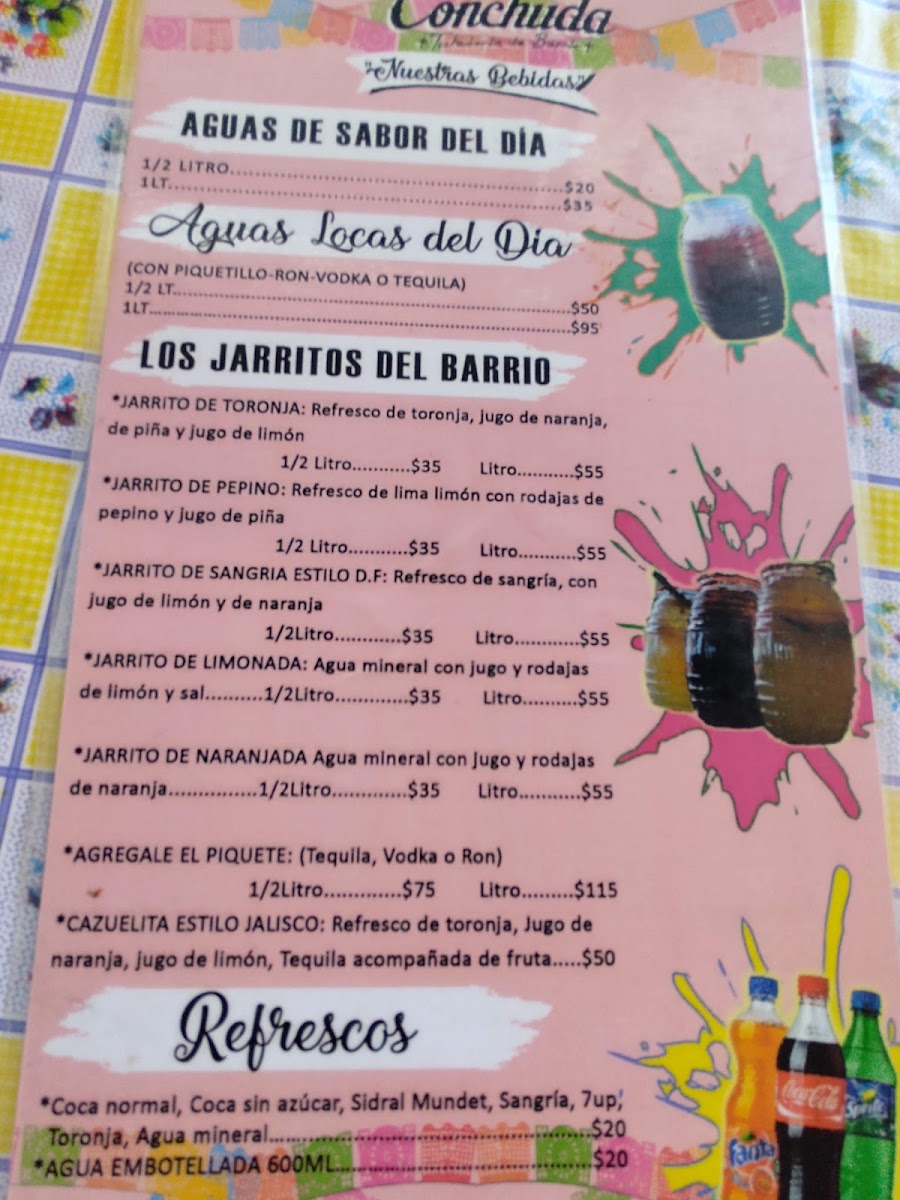 Conchuda
"Nuestras Bebidas"
AGUAS DE SABOR DEL DÍA
1/2 LITRO..........................................$20
1LT....................................................$35
Aguas Locas del Día
(CON PIQUETILLO-RON-VODKA O TEQUILA)
1/2 LT..................................................$50
1LT.......................................................$95
LOS JARRITOS DEL BARRIO
*JARRITO DE TORONJA: Refresco de toronja, jugo de naranja,
de piña y jugo de limón
1/2 Litro...........$35 Litro..........$55
*JARRITO DE PEPINO: Refresco de lima limón con rodajas de
pepino y jugo de piña
1/2 Litro...........$35 Litro..........$55
*JARRITO DE SANGRIA ESTILO D.F: Refresco de sangría, con
jugo de limón y de naranja
1/2Litro............$35 Litro..........$55
*JARRITO DE LIMONADA: Agua mineral con jugo y rodajas
de limón y sal..........1/2Litro.............$35 Litro..........$55
*JARRITO DE NARANJADA Agua mineral con jugo y rodajas
de naranja...............1/2Litro.............$35 Litro...........$55
*AGREGALE EL PIQUETE: (Tequila, Vodka o Ron)
1/2Litro.............$75 Litro.........$115
*CAZUELITA ESTILO JALISCO: Refresco de toronja, Jugo de
naranja, jugo de limón, Tequila acompañada de fruta.....$50
Refrescos
*Coca normal, Coca sin azúcar, Sidral Mundet, Sangría, 7up,
Toronja, Agua mineral..............................................$20
*AGUA EMBOTELLADA 600ML.....................................$20
Fanta
Coca-Cola
Sprite